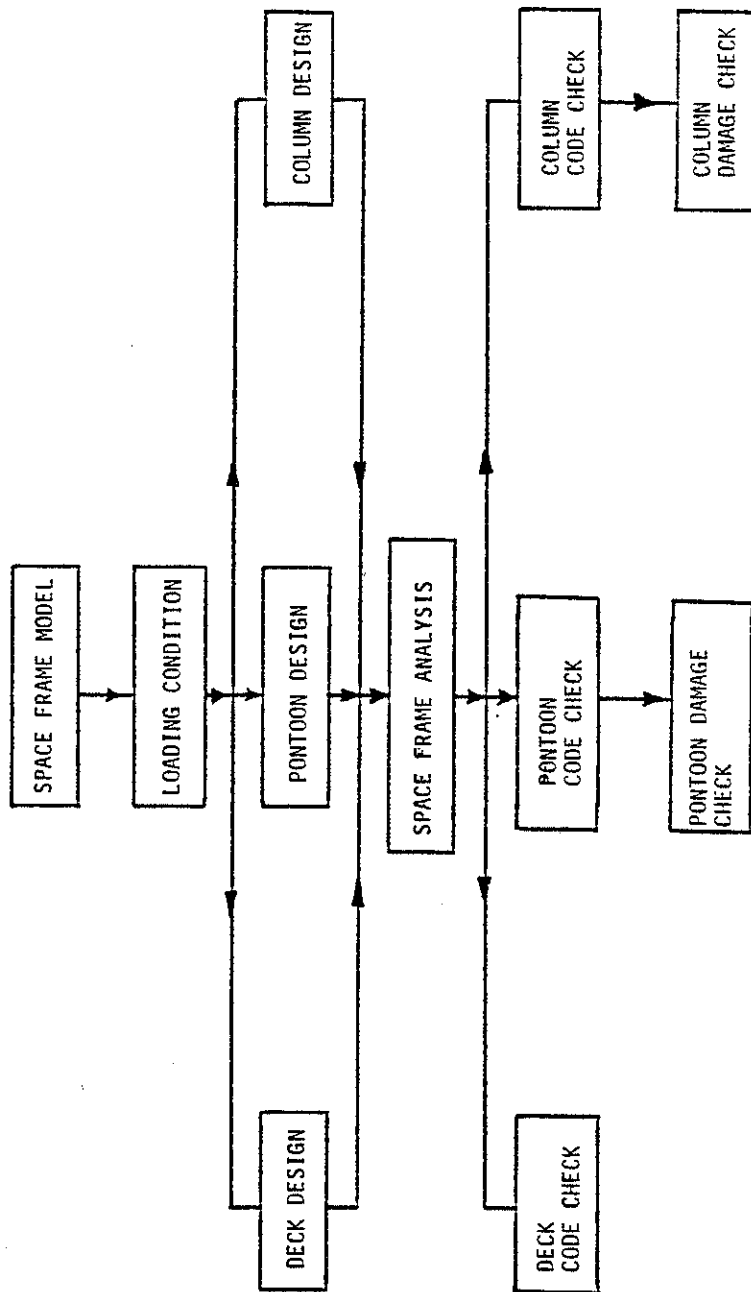 SPACE FRAME MODEL
LOADING CONDITION
DECK DESIGN
PONTOON DESIGN
COLUMN DESIGN
SPACE FRAME ANALYSIS
DECK
CODE CHECK
PONTOON
CODE CHECK
COLUMN
CODE CHECK
PONTOON DAMAGE
CHECK
COLUMN
DAMAGE CHECK